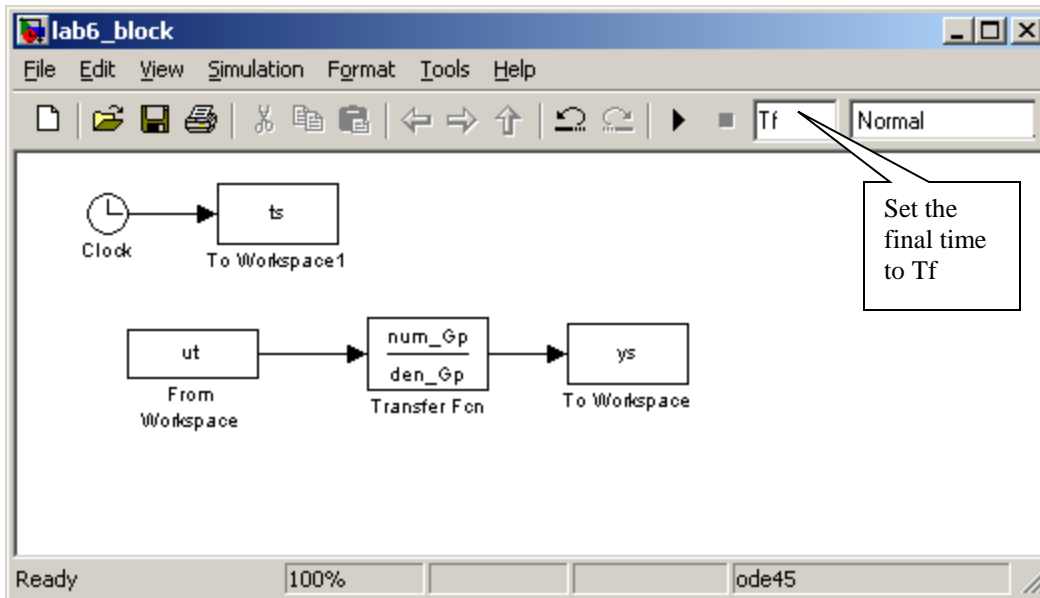 lab6_block
File Edit View Simulation Format Tools Help
Tf Normal
Set the
final time
to Tf
ts
Clock
To Workspace1
ut
From
Workspace
num_Gp
den_Gp
Transfer Fcn
ys
To Workspace
Ready 100% ode45